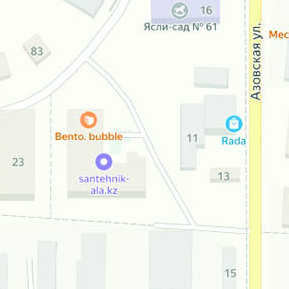 16
Ясли-сад № 61
83
Мес
Азовская ул.
Bento. bubble
11
Rada
23
santehnik-
ala.kz
13
15